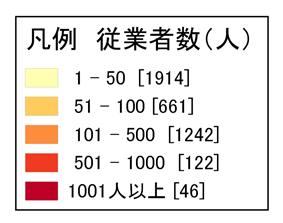 凡例 従業者数(人)
1 - 50 [1914]
51 - 100 [661]
101 - 500 [1242]
501 - 1000 [122]
1001人以上 [46]